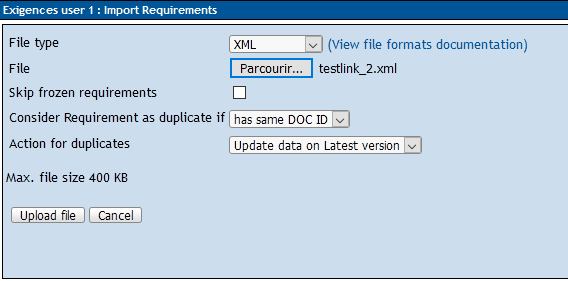 Exigences user 1 : Import Requirements
File type XML (View file formats documentation)
File Parcourir... testlink_2.xml
Skip frozen requirements
Consider Requirement as duplicate if has same DOC ID
Action for duplicates Update data on Latest version
Max. file size 400 KB
Upload file Cancel